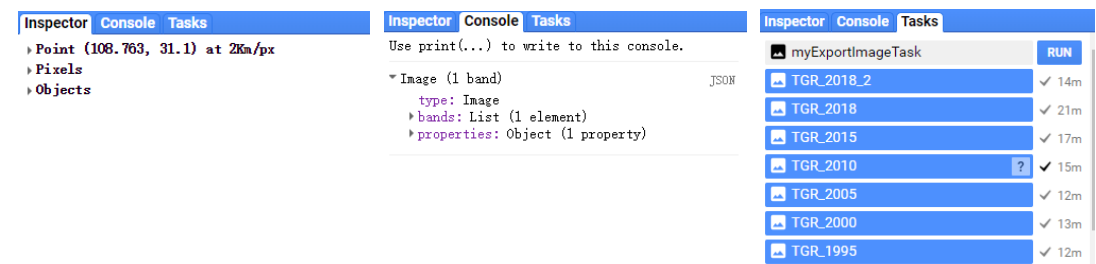 Inspector Console Tasks
Point (108.763, 31.1) at 2Km/px
Pixels
Objects
Inspector Console Tasks
Use print(...) to write to this console.
Image (1 band) JSON
type: Image
bands: List (1 element)
properties: Object (1 property)
Inspector Console Tasks
myExportImageTask RUN
TGR_2018_2 14m
TGR_2018 21m
TGR_2015 17m
TGR_2010 ? 15m
TGR_2005 12m
TGR_2000 13m
TGR_1995 12m